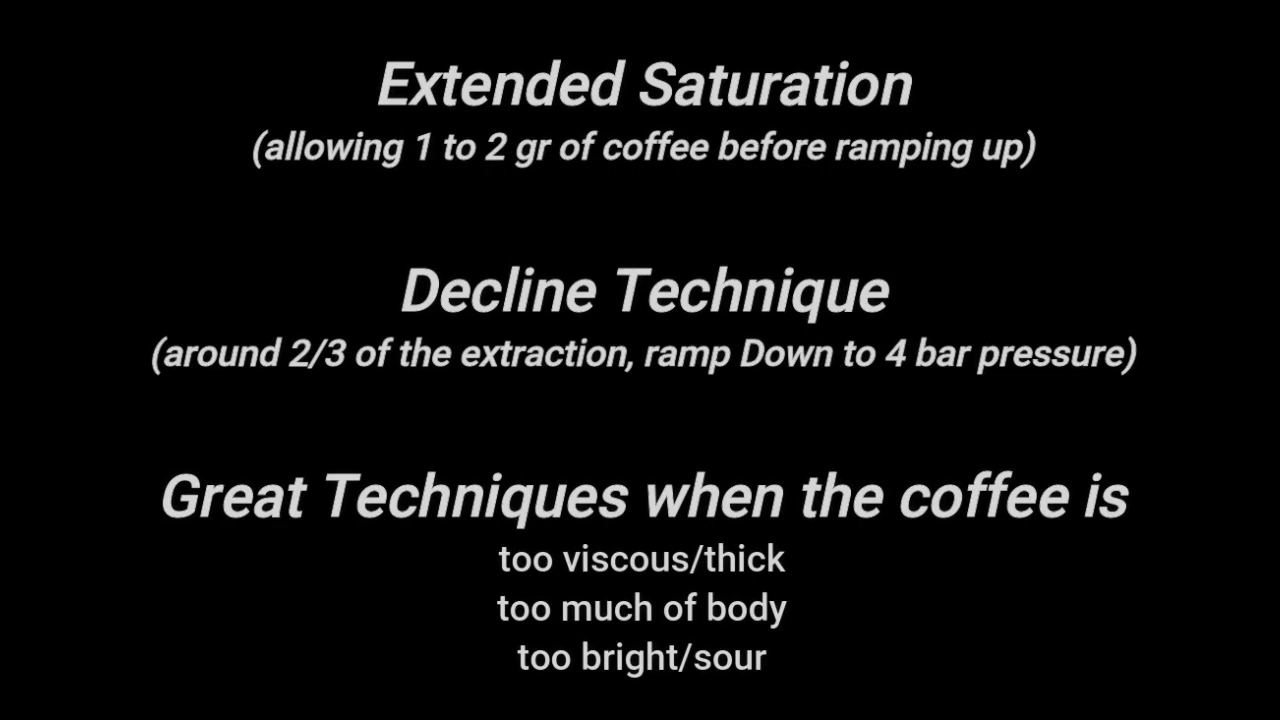 Extended Saturation
(allowing 1 to 2 gr of coffee before ramping up)
Decline Technique
(around 2/3 of the extraction, ramp Down to 4 bar pressure)
Great Techniques when the coffee is
too viscous/thick
too much of body
too bright/sour